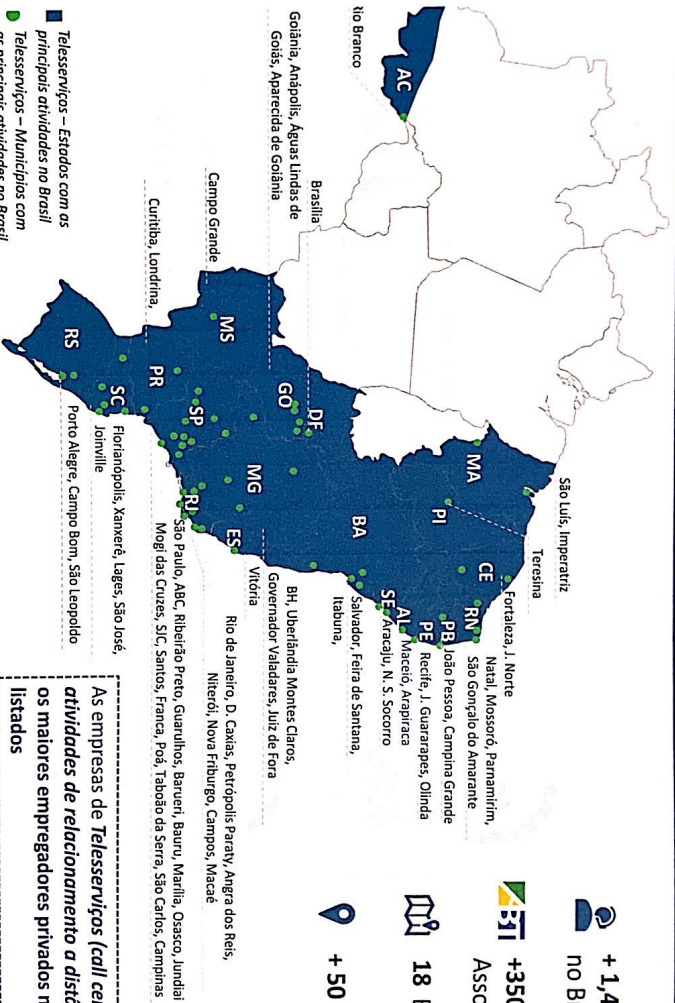 São Luís, Imperatriz
Teresina
Fortaleza, J. Norte
Natal, Mossoró, Parnamirim,
São Gonçalo do Amarante
João Pessoa, Campina Grande
Recife, J. Guararapes, Olinda
Maceió, Arapiraca
Aracaju, N. S. Socorro
Salvador, Feira de Santana,
Itabuna,
BH, Uberlândia Montes Claros,
Governador Valadares, Juiz de Fora
Vitória
Rio de Janeiro, D. Caxias, Petrópolis Paraty, Angra dos Reis,
Niterói, Nova Friburgo, Campos, Macaé
São Paulo, ABC, Ribeirão Preto, Guarulhos, Barueri, Bauru, Marília, Osasco, Jundiaí
Mogi das Cruzes, SJC, Santos, Franca, Poá, Taboão da Serra, São Carlos, Campinas
Florianópolis, Xanxerê, Lages, São José,
Joinville
Porto Alegre, Campo Bom, São Leopoldo
Rio Branco
Goiânia, Anápolis, Águas Lindas de
Goiás, Aparecida de Goiânia
Brasília
Campo Grande
Curitiba, Londrina,
AC
MA
PI
CE
RN
PB
PE
AL
SE
BA
DF
GO
MG
ES
MS
SP
RJ
PR
SC
RS
Telesserviços – Estados com as
principais atividades no Brasil
Telesserviços – Municípios com
as principais atividades no Brasil
+ 1,4
no B
ABT
+350
Assc
18
+ 50
As empresas de Telesserviços (call ce
atividades de relacionamento a distâ
os maiores empregadores privados n
listados